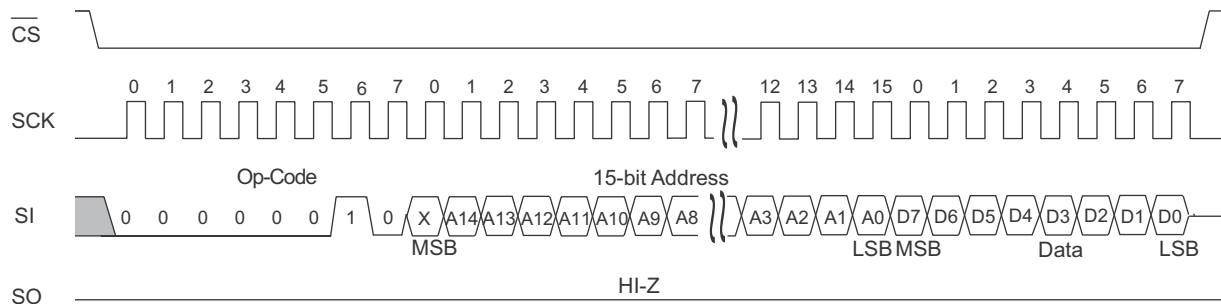 CS
0 1 2 3 4 5 6 7 0 1 2 3 4 5 6 7 12 13 14 15 0 1 2 3 4 5 6 7
SCK
Op-Code 15-bit Address
SI 0 0 0 0 0 0 1 0 X A14 A13 A12 A11 A10 A9 A8 A3 A2 A1 A0 D7 D6 D5 D4 D3 D2 D1 D0
MSB LSB MSB Data LSB
HI-Z
SO